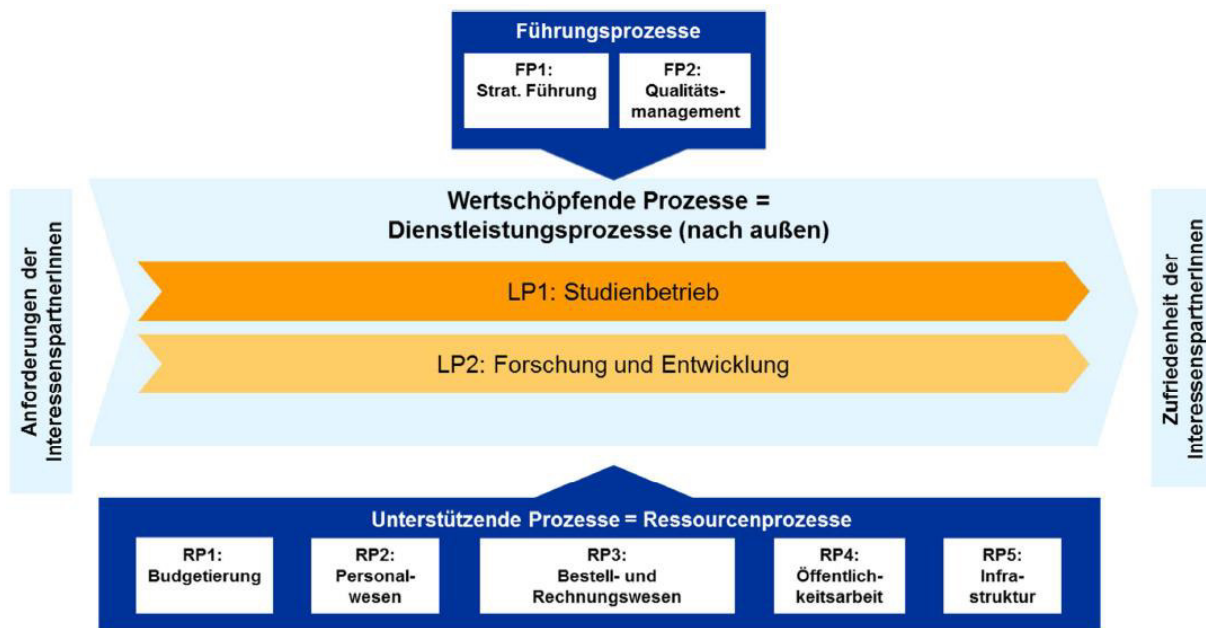 Führungsprozesse
FP1:
Strat. Führung
FP2:
Qualitäts-
management
Anforderungen der
InteressenspartnerInnen
Wertschöpfende Prozesse =
Dienstleistungsprozesse (nach außen)
LP1: Studienbetrieb
LP2: Forschung und Entwicklung
Zufriedenheit der
InteressenspartnerInnen
Unterstützende Prozesse = Ressourcenprozesse
RP1:
Budgetierung
RP2:
Personal-
wesen
RP3:
Bestell- und
Rechnungswesen
RP4:
Öffentlich-
keitsarbeit
RP5:
Infra-
struktur